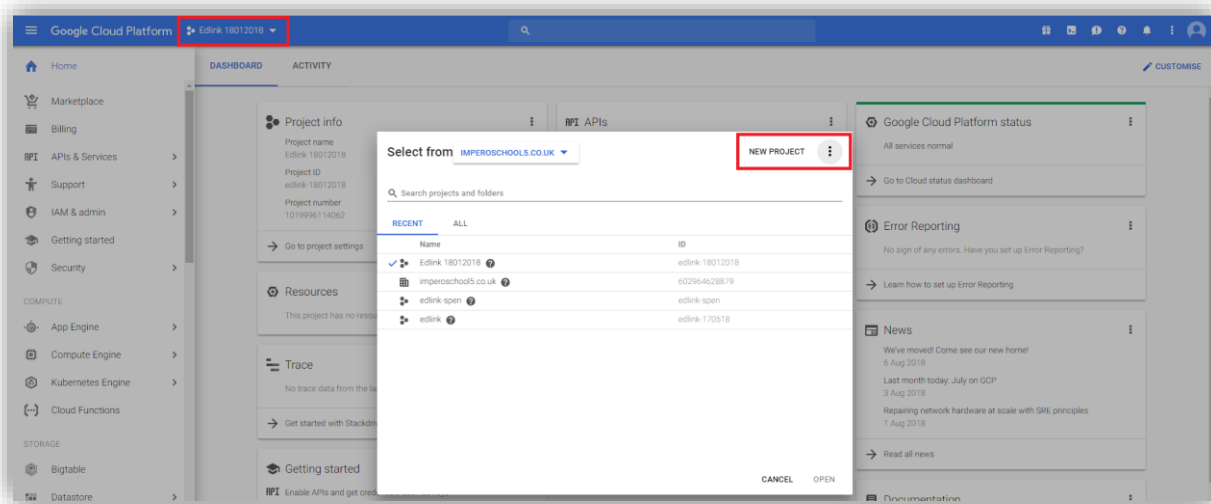 Google Cloud Platform
Edlink 18012018
Home
DASHBOARD
ACTIVITY
CUSTOMISE
Marketplace
Billing
API APIs & Services
Support
IAM & admin
Getting started
Security
COMPUTE
App Engine
Compute Engine
Kubernetes Engine
Cloud Functions
STORAGE
Bigtable
Datastore
Project info
Project name
Edlink 18012018
Project ID
edlink-18012018
Project number
1019996114062
Go to project settings
Resources
This project has no
Trace
No trace data from the
Get started with
Getting started
API Enable APIs and get
API APIs
Select from IMPEROSCHOOL5.CO.UK
NEW PROJECT
Search projects and folders
RECENT
ALL
Name
ID
Edlink 18012018
edlink-18012018
imperoschool5.co.uk
602964628879
edlink-spen
edlink-spen
edlink
edlink-170518
CANCEL
OPEN
Google Cloud Platform status
All services normal
Go to Cloud status dashboard
Error Reporting
No sign of any errors. Have you set up Error Reporting?
Learn how to set up Error Reporting
News
We've moved! Come see our new home!
6 Aug 2018
Last month today: July on GCP
3 Aug 2018
Repairing network hardware at scale with SRE principles
1 Aug 2018
Read all news
Documentation